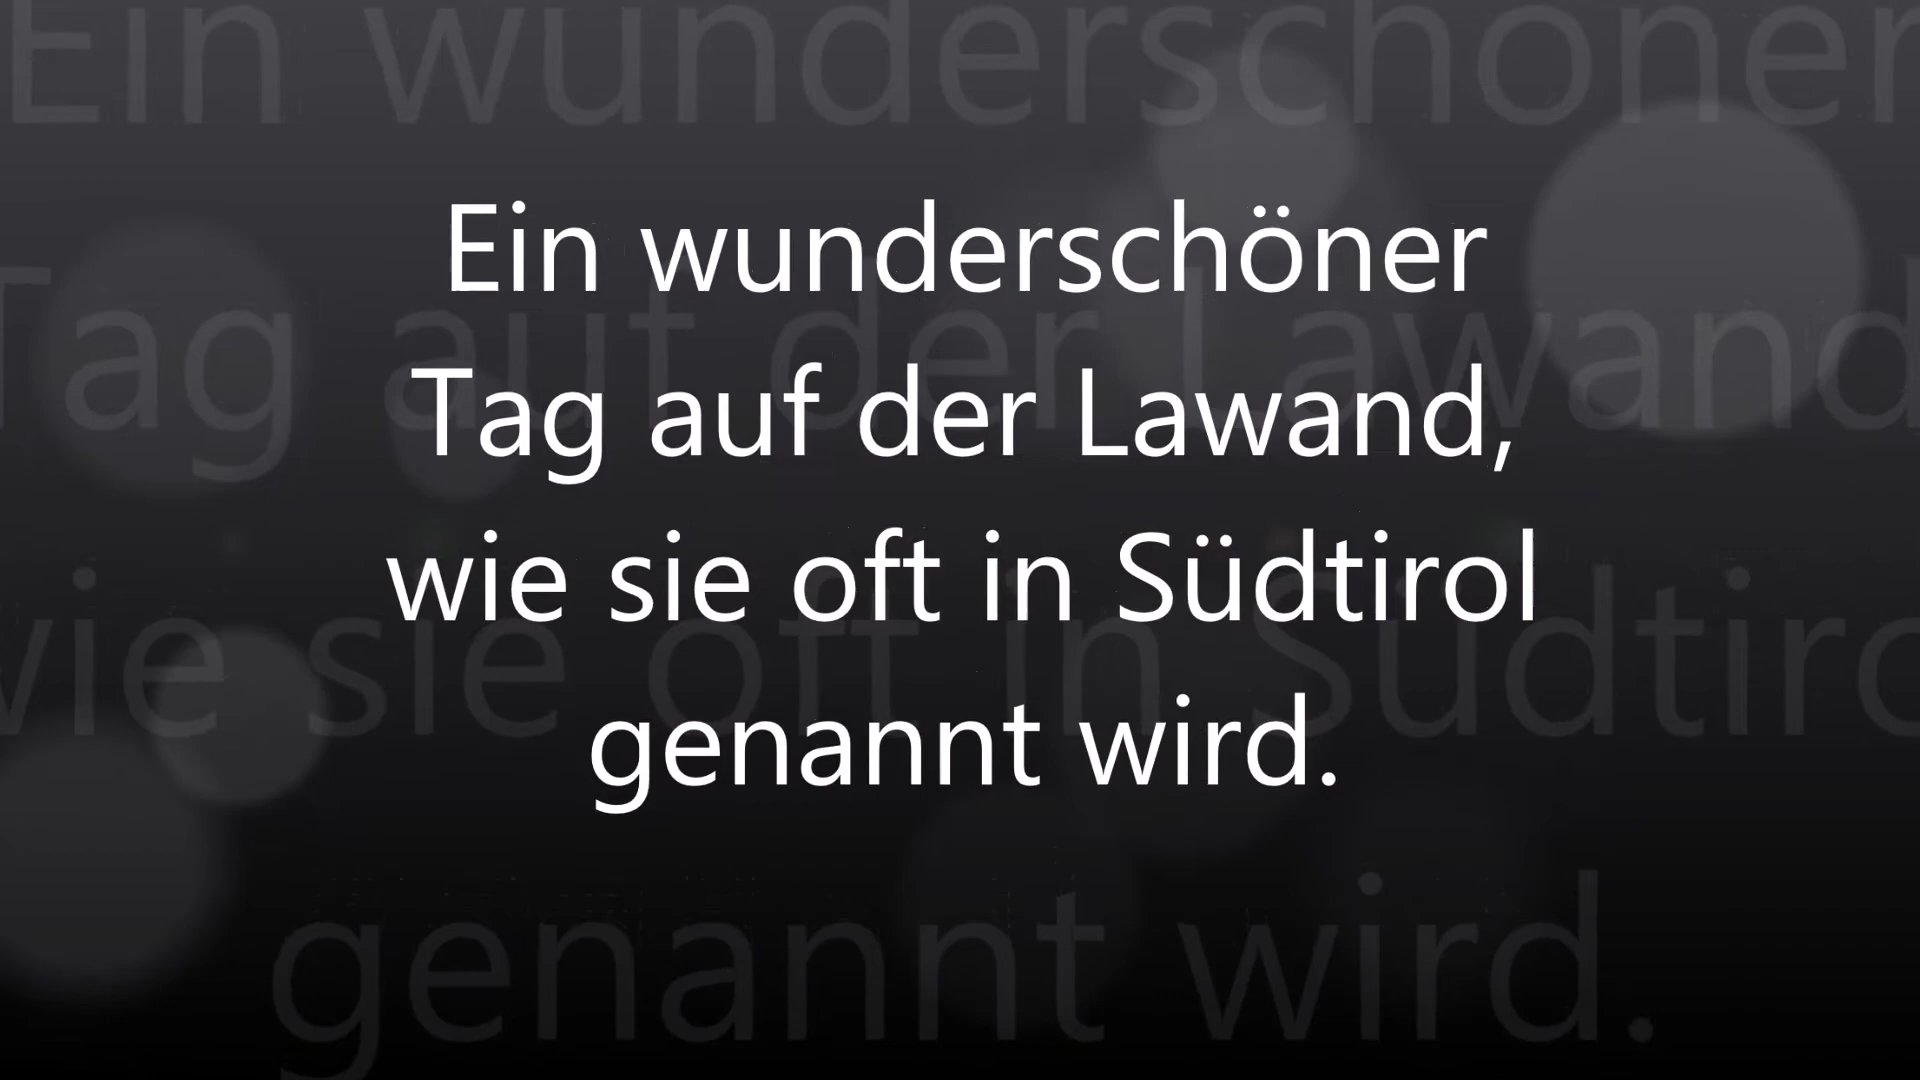 Ein wunderschöner
Tag auf der Lawand,
wie sie oft in Südtirol
genannt wird.